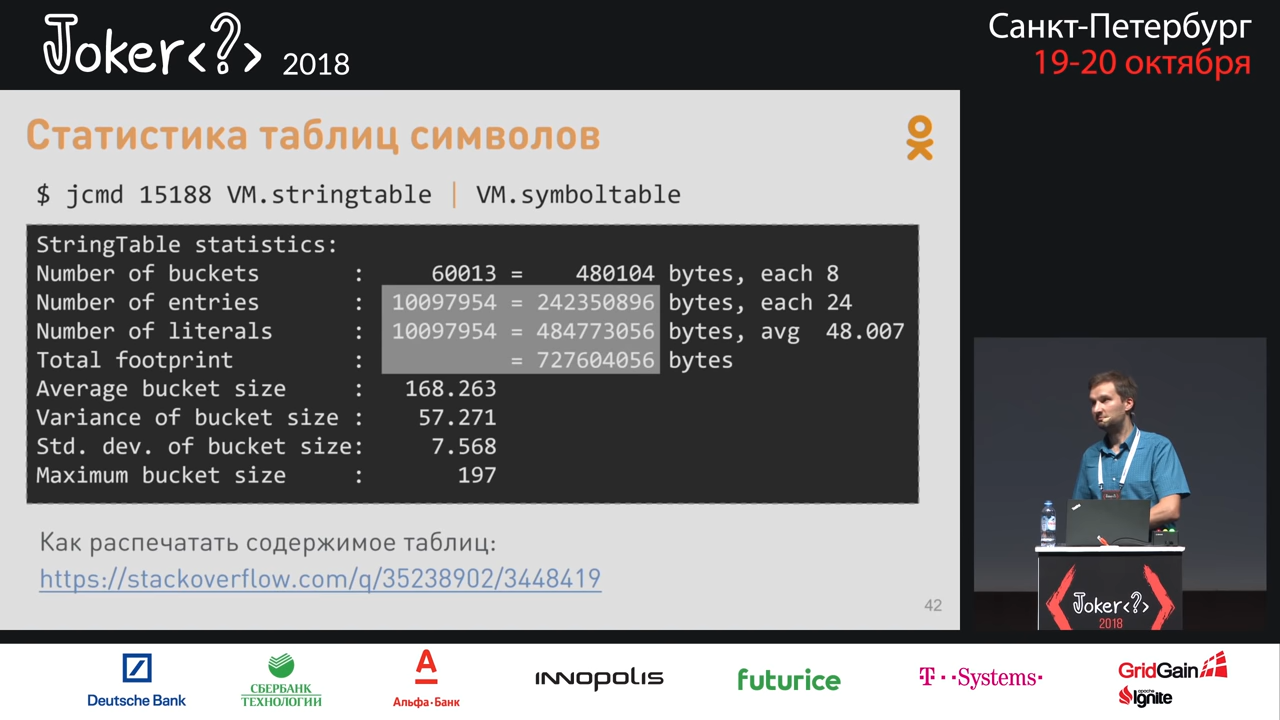 Joker<?> 2018
Санкт-Петербург
19-20 октября
Статистика таблиц символов
$ jcmd 15188 VM.stringtable | VM.symboltable
StringTable statistics:
Number of buckets : 60013 = 480104 bytes, each 8
Number of entries : 10097954 = 242350896 bytes, each 24
Number of literals : 10097954 = 484773056 bytes, avg 48.007
Total footprint : = 727604056 bytes
Average bucket size : 168.263
Variance of bucket size : 57.271
Std. dev. of bucket size: 7.568
Maximum bucket size : 197
Как распечатать содержимое таблиц:
https://stackoverflow.com/q/35238902/3448419
42
Joker<?>
2018
Deutsche Bank
СБЕРБАНК
ТЕХНОЛОГИИ
А
Альфа·Банк
INNOPOLIS
futurice
T··Systems·
GridGain
apache
Ignite